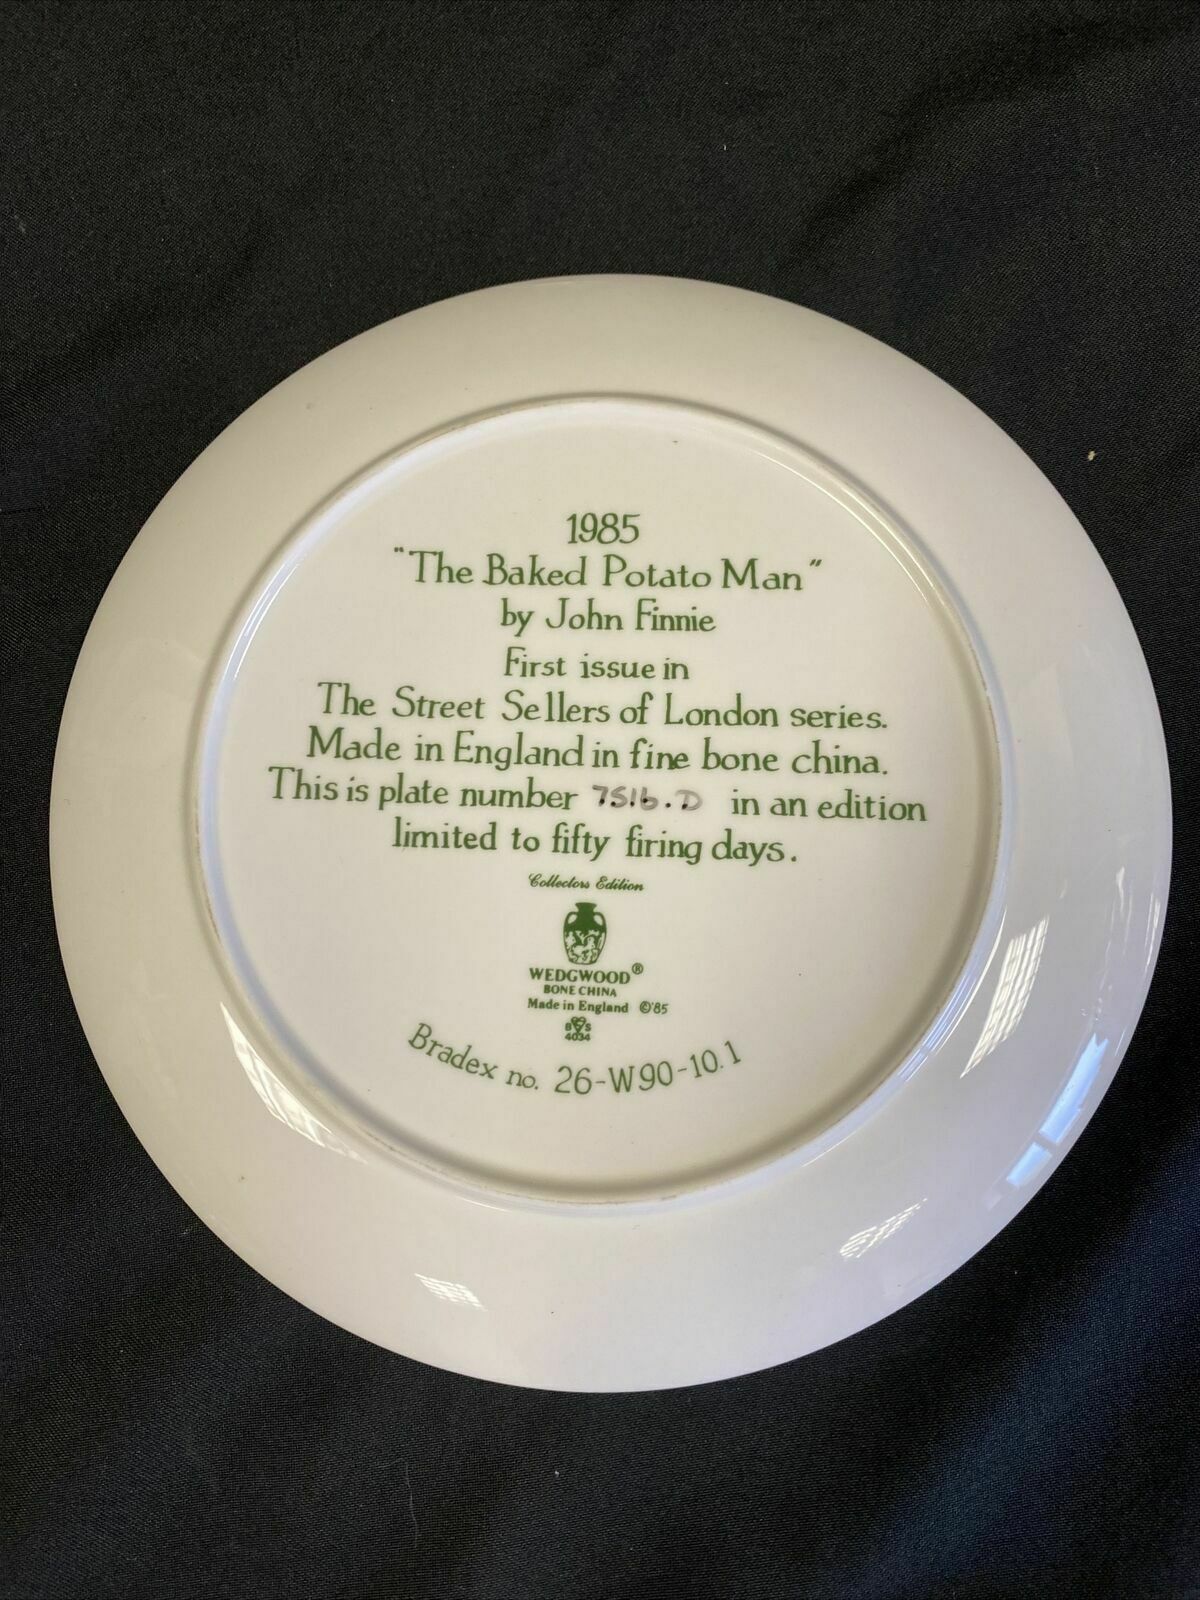 1985
"The Baked Potato Man"
by John Finnie
First issue in
The Street Sellers of London series.
Made in England in fine bone china.
This is plate number 7516.D in an edition
limited to fifty firing days.
Collectors Edition
WEDGWOOD®
BONE CHINA
Made in England ©'85
B S
4034
Bradex no. 26-W90-10.1